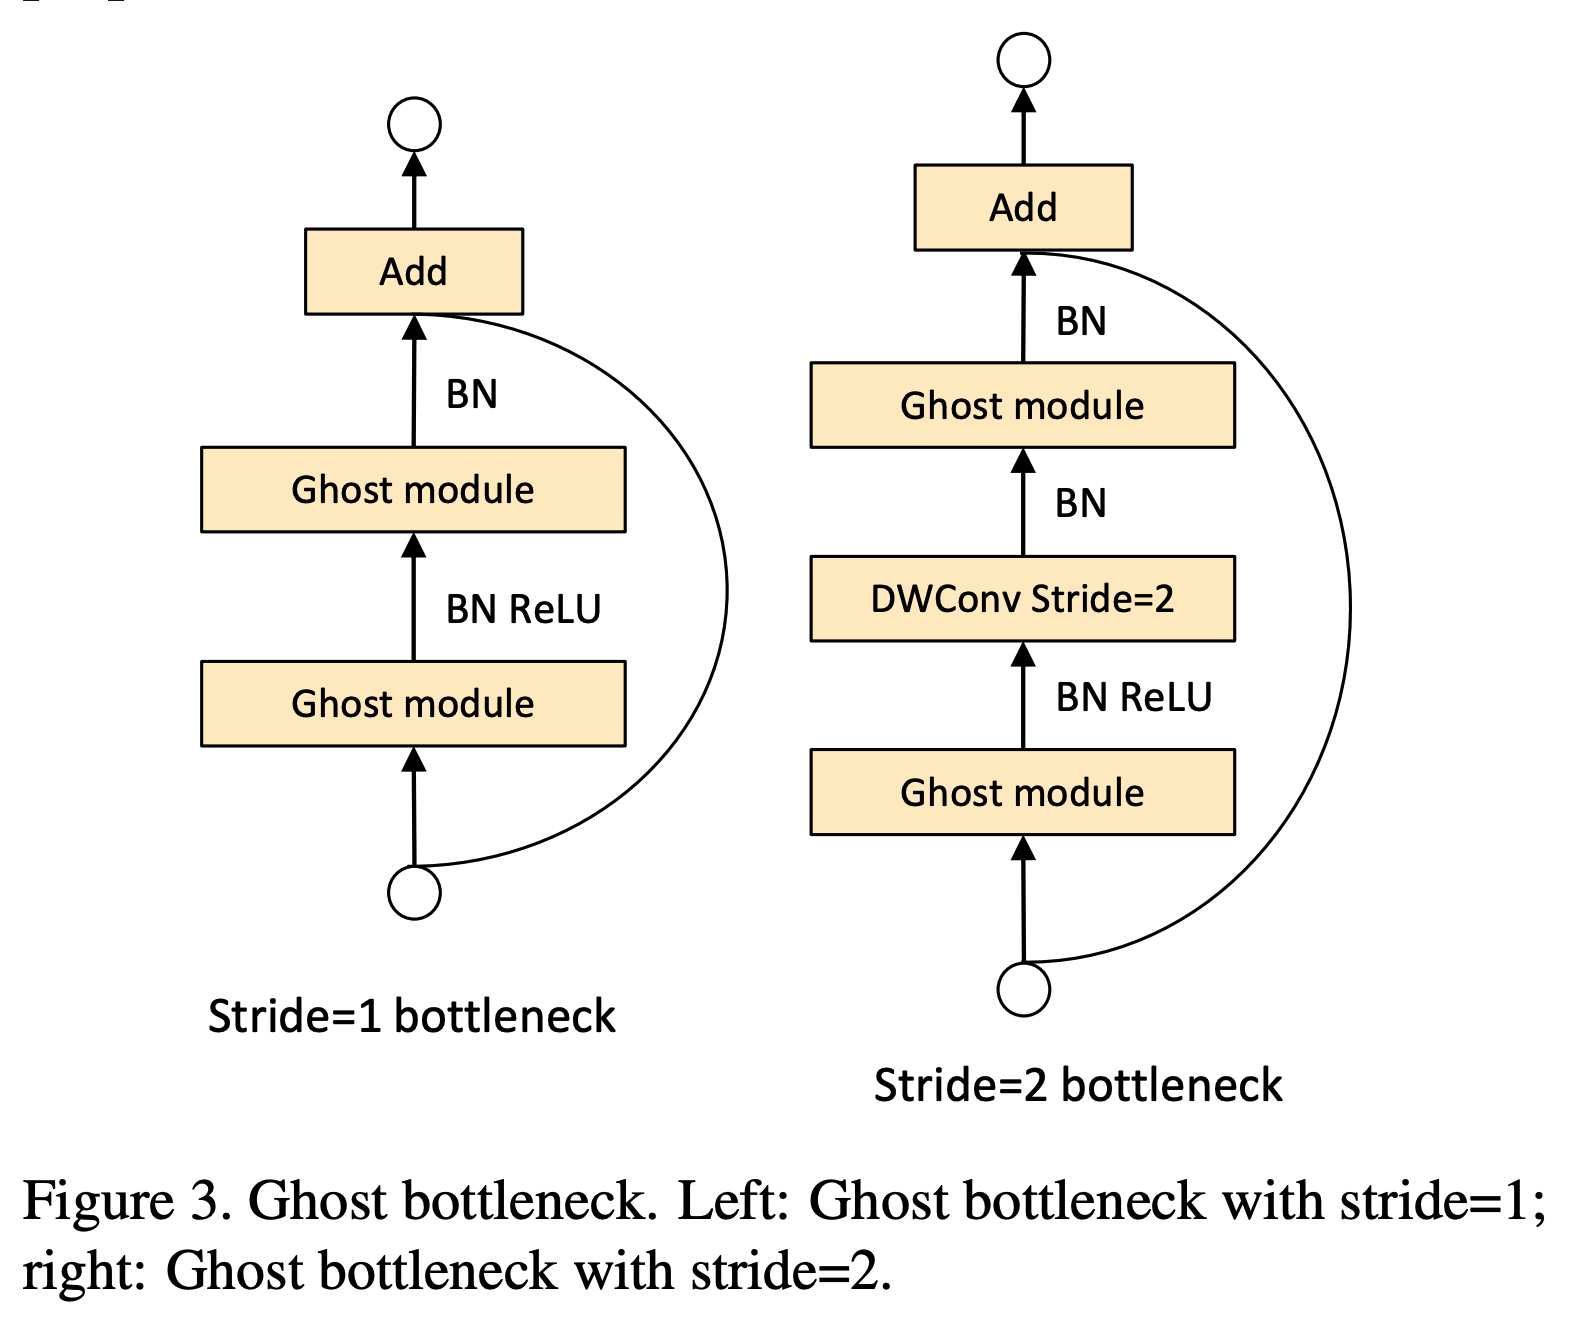 Add
BN
Ghost module
BN ReLU
Ghost module
Stride=1 bottleneck
Add
BN
Ghost module
BN
DWConv Stride=2
BN ReLU
Ghost module
Stride=2 bottleneck
Figure 3. Ghost bottleneck. Left: Ghost bottleneck with stride=1;
right: Ghost bottleneck with stride=2.